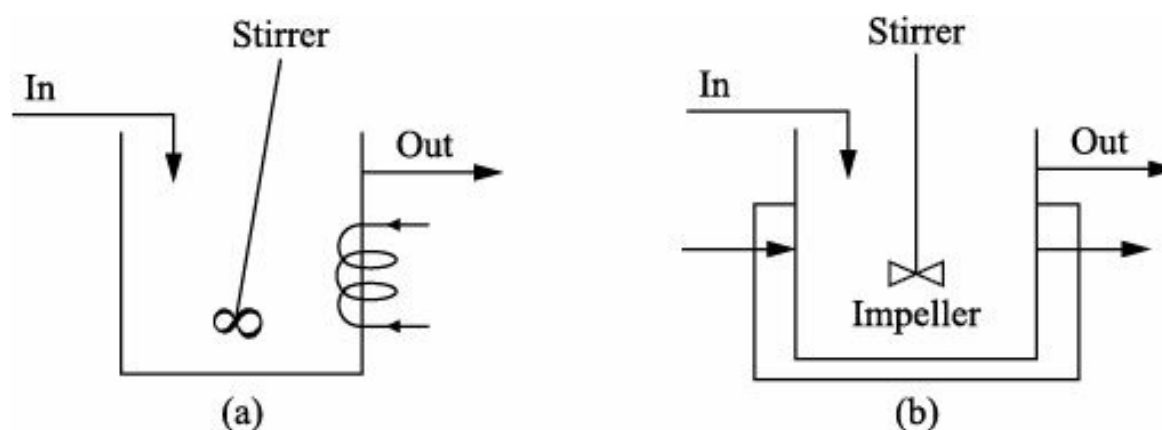 Stirrer
In
Out
(a)
Stirrer
In
Out
Impeller
(b)